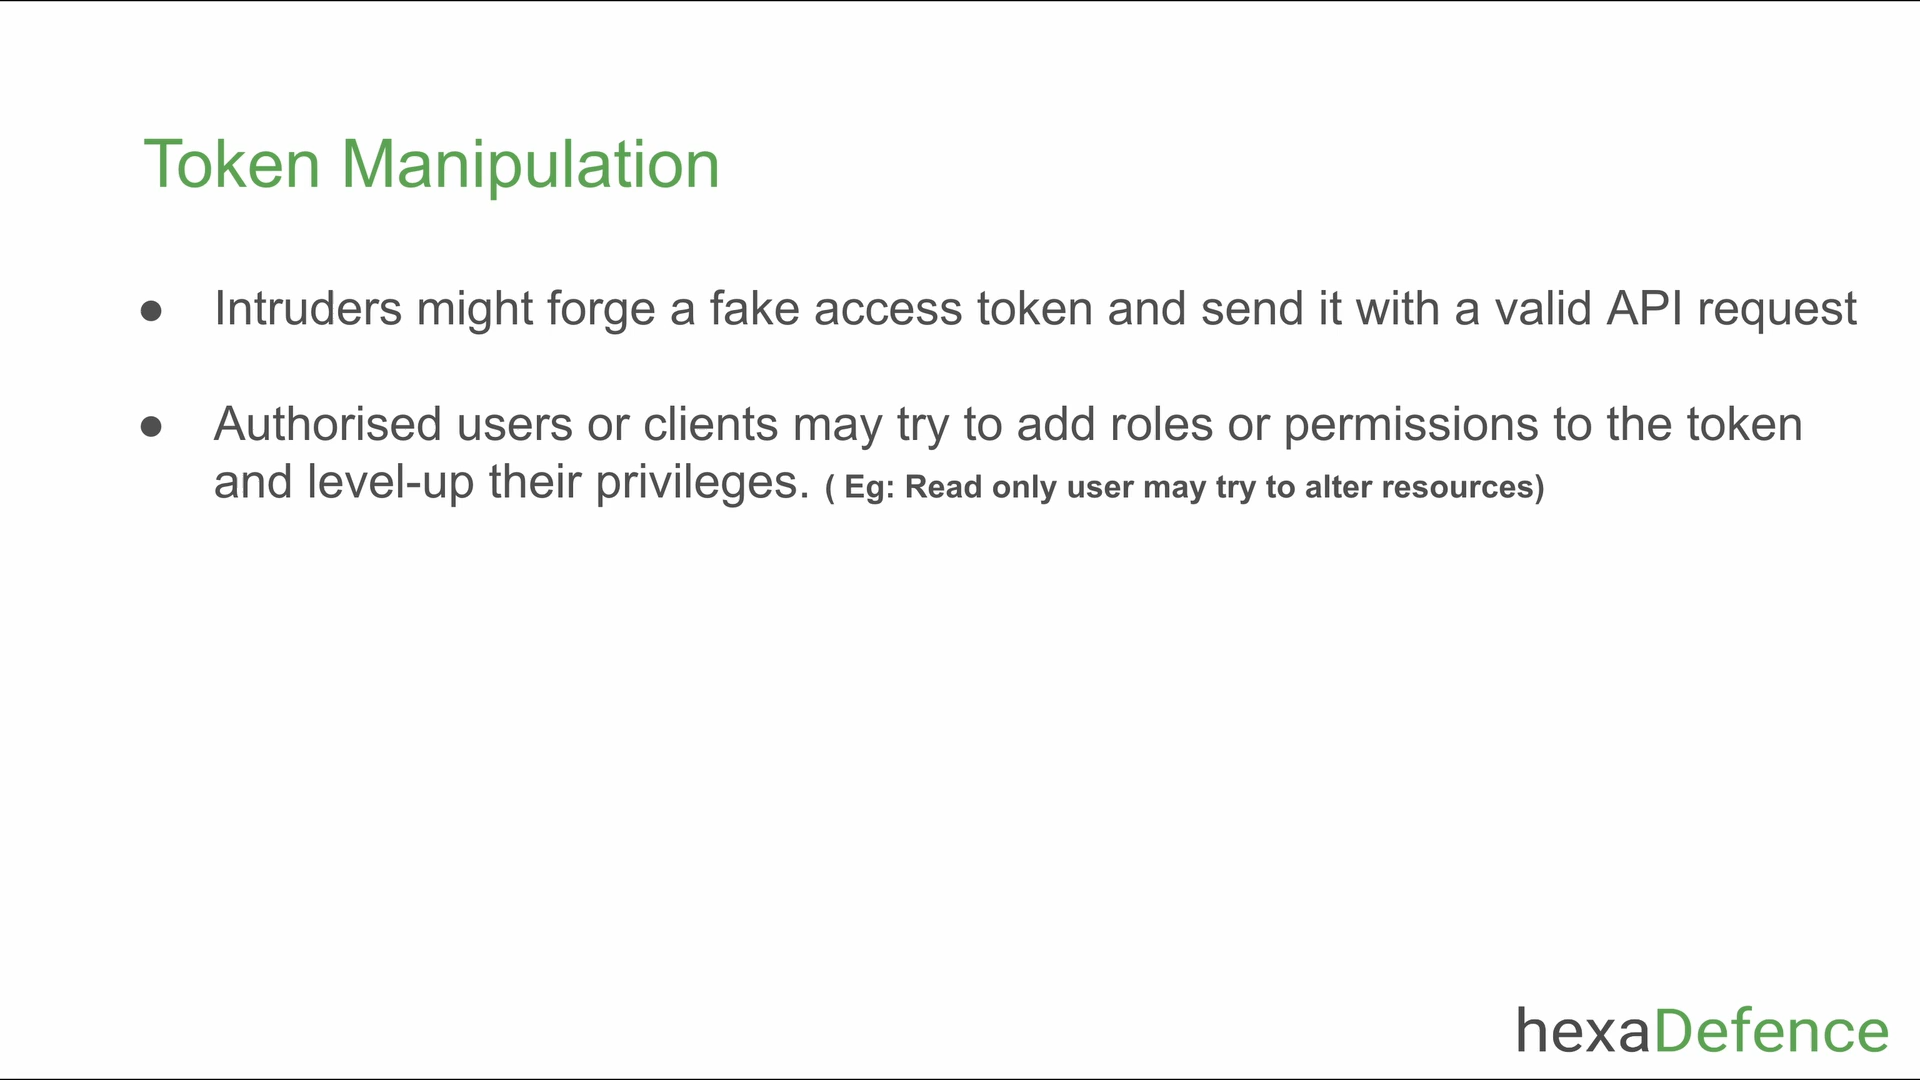 Token Manipulation
● Intruders might forge a fake access token and send it with a valid API request
● Authorised users or clients may try to add roles or permissions to the token
and level-up their privileges. ( Eg: Read only user may try to alter resources)
hexaDefence